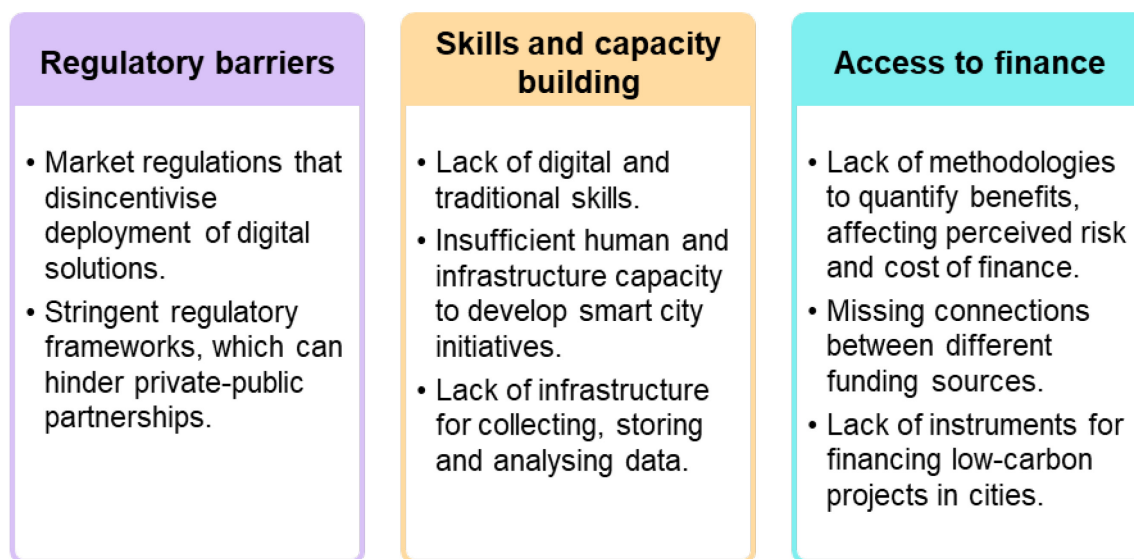 Regulatory barriers
• Market regulations that
disincentivise
deployment of digital
solutions.
• Stringent regulatory
frameworks, which can
hinder private-public
partnerships.
Skills and capacity
building
• Lack of digital and
traditional skills.
• Insufficient human and
infrastructure capacity
to develop smart city
initiatives.
• Lack of infrastructure
for collecting, storing
and analysing data.
Access to finance
• Lack of methodologies
to quantify benefits,
affecting perceived risk
and cost of finance.
• Missing connections
between different
funding sources.
• Lack of instruments for
financing low-carbon
projects in cities.